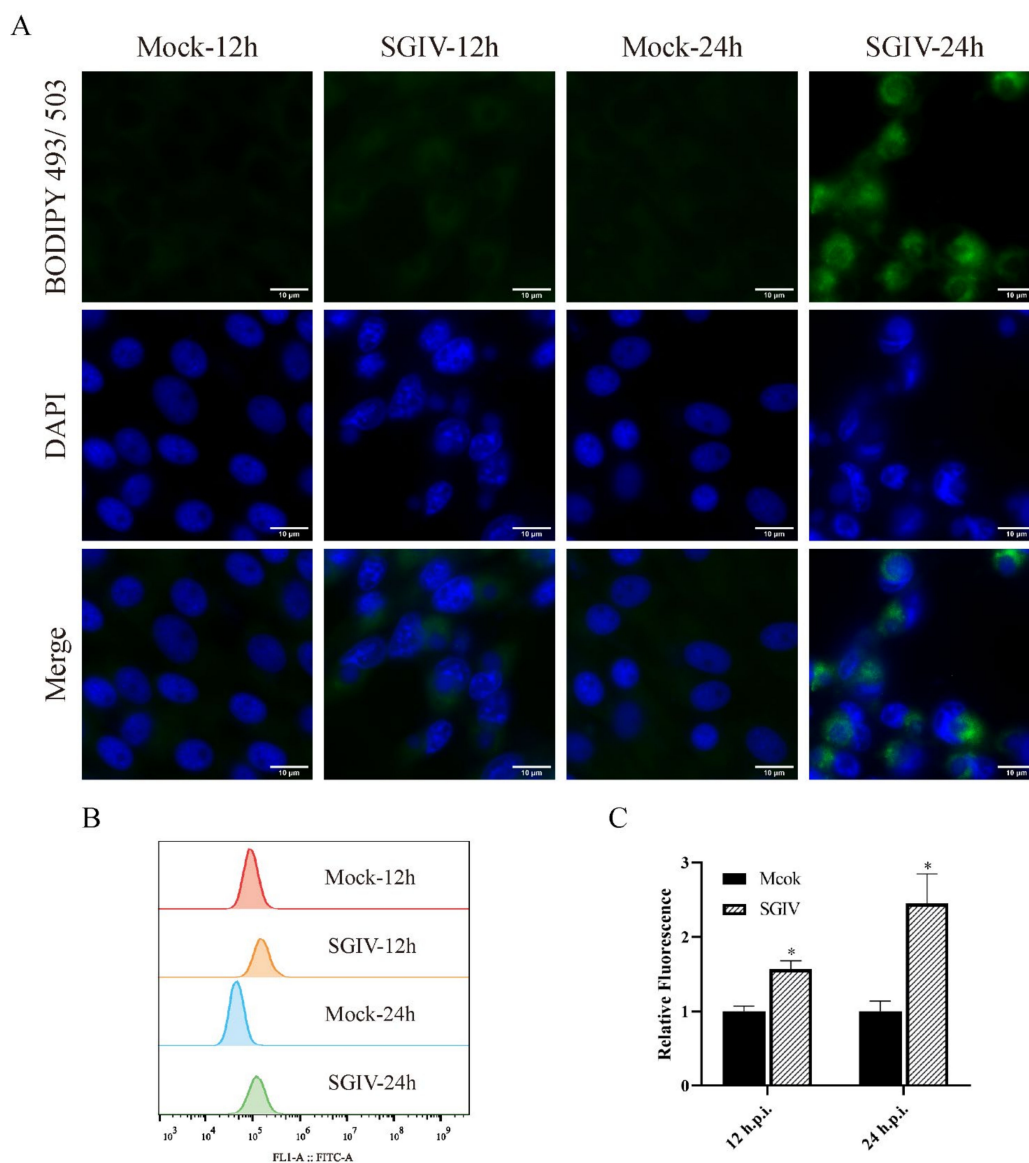 A
Mock-12h SGIV-12h Mock-24h SGIV-24h
BODIPY 493/ 503
10 μm 10 μm 10 μm 10 μm
DAPI
10 μm 10 μm 10 μm 10 μm
Merge
10 μm 10 μm 10 μm 10 μm
B
Mock-12h
SGIV-12h
Mock-24h
SGIV-24h
10³ 10⁴ 10⁵ 10⁶ 10⁷ 10⁸ 10⁹
FL1-A :: FITC-A
C
Relative Fluorescence
3
2
1
0
Mcok
SGIV
*
*
12 h.p.i. 24 h.p.i.